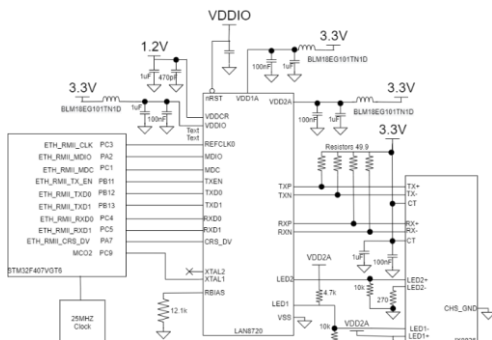 VDDIO
1.2V
3.3V
1uF
470pF
100nF
1uF
BLM18EG101TN1D
3.3V
1uF
100nF
BLM18EG101TN1D
nRST
VDD1A
VDDCR
VDDIO
Text
Text
VDD2A
100nF
1uF
3.3V
BLM18EG101TN1D
3.3V
Resistors 49.9
ETH_RMII_CLK PC3
ETH_RMII_MDIO PA2
ETH_RMII_MDC PC1
ETH_RMII_TX_EN PB11
ETH_RMII_TXD0 PB12
ETH_RMII_TXD1 PB13
ETH_RMII_RXD0 PC4
ETH_RMII_RXD1 PC5
ETH_RMII_CRS_DV PA7
MCO2 PC9
STM32F407VGT6
25MHZ
Clock
REFCLK0
MDIO
MDC
TXEN
TXD0
TXD1
RXD0
RXD1
CRS_DV
XTAL2
XTAL1
RBIAS
12.1k
TXP
TXN
RXP
RXN
LED2
LED1
VSS
LAN8720
TX+
TX-
CT
RX+
RX-
CT
1uF
100nF
VDD2A
4.7k
10k
270
LED2+
LED2-
CHS_GND
10k
VDD2A
LED1-
LED1+